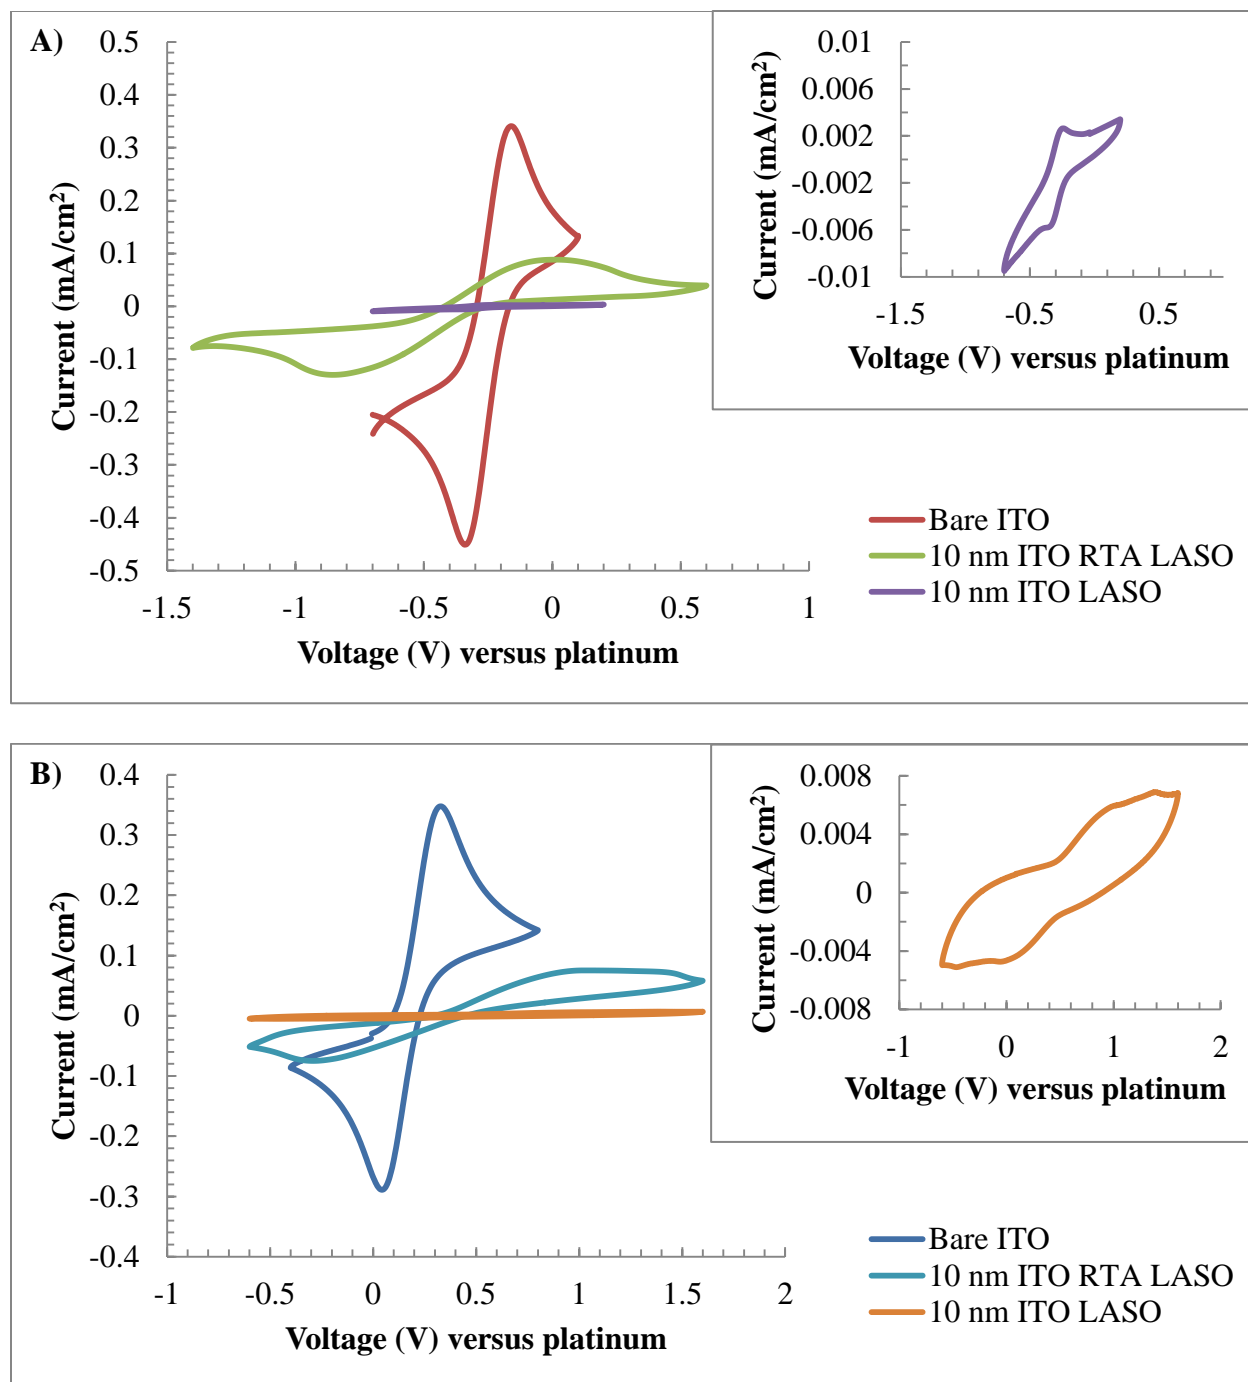 A)
0.5
0.4
0.3
0.2
0.1
0
-0.1
-0.2
-0.3
-0.4
-0.5
-1.5 -1 -0.5 0 0.5 1
Current (mA/cm²)
Voltage (V) versus platinum
0.01
0.006
0.002
-0.002
-0.006
-0.01
-1.5 -0.5 0.5
Current (mA/cm²)
Voltage (V) versus platinum
Bare ITO
10 nm ITO RTA LASO
10 nm ITO LASO
B)
0.4
0.3
0.2
0.1
0
-0.1
-0.2
-0.3
-0.4
-1 -0.5 0 0.5 1 1.5 2
Current (mA/cm²)
Voltage (V) versus platinum
0.008
0.004
0
-0.004
-0.008
-1 0 1 2
Current (mA/cm²)
Voltage (V) versus platinum
Bare ITO
10 nm ITO RTA LASO
10 nm ITO LASO